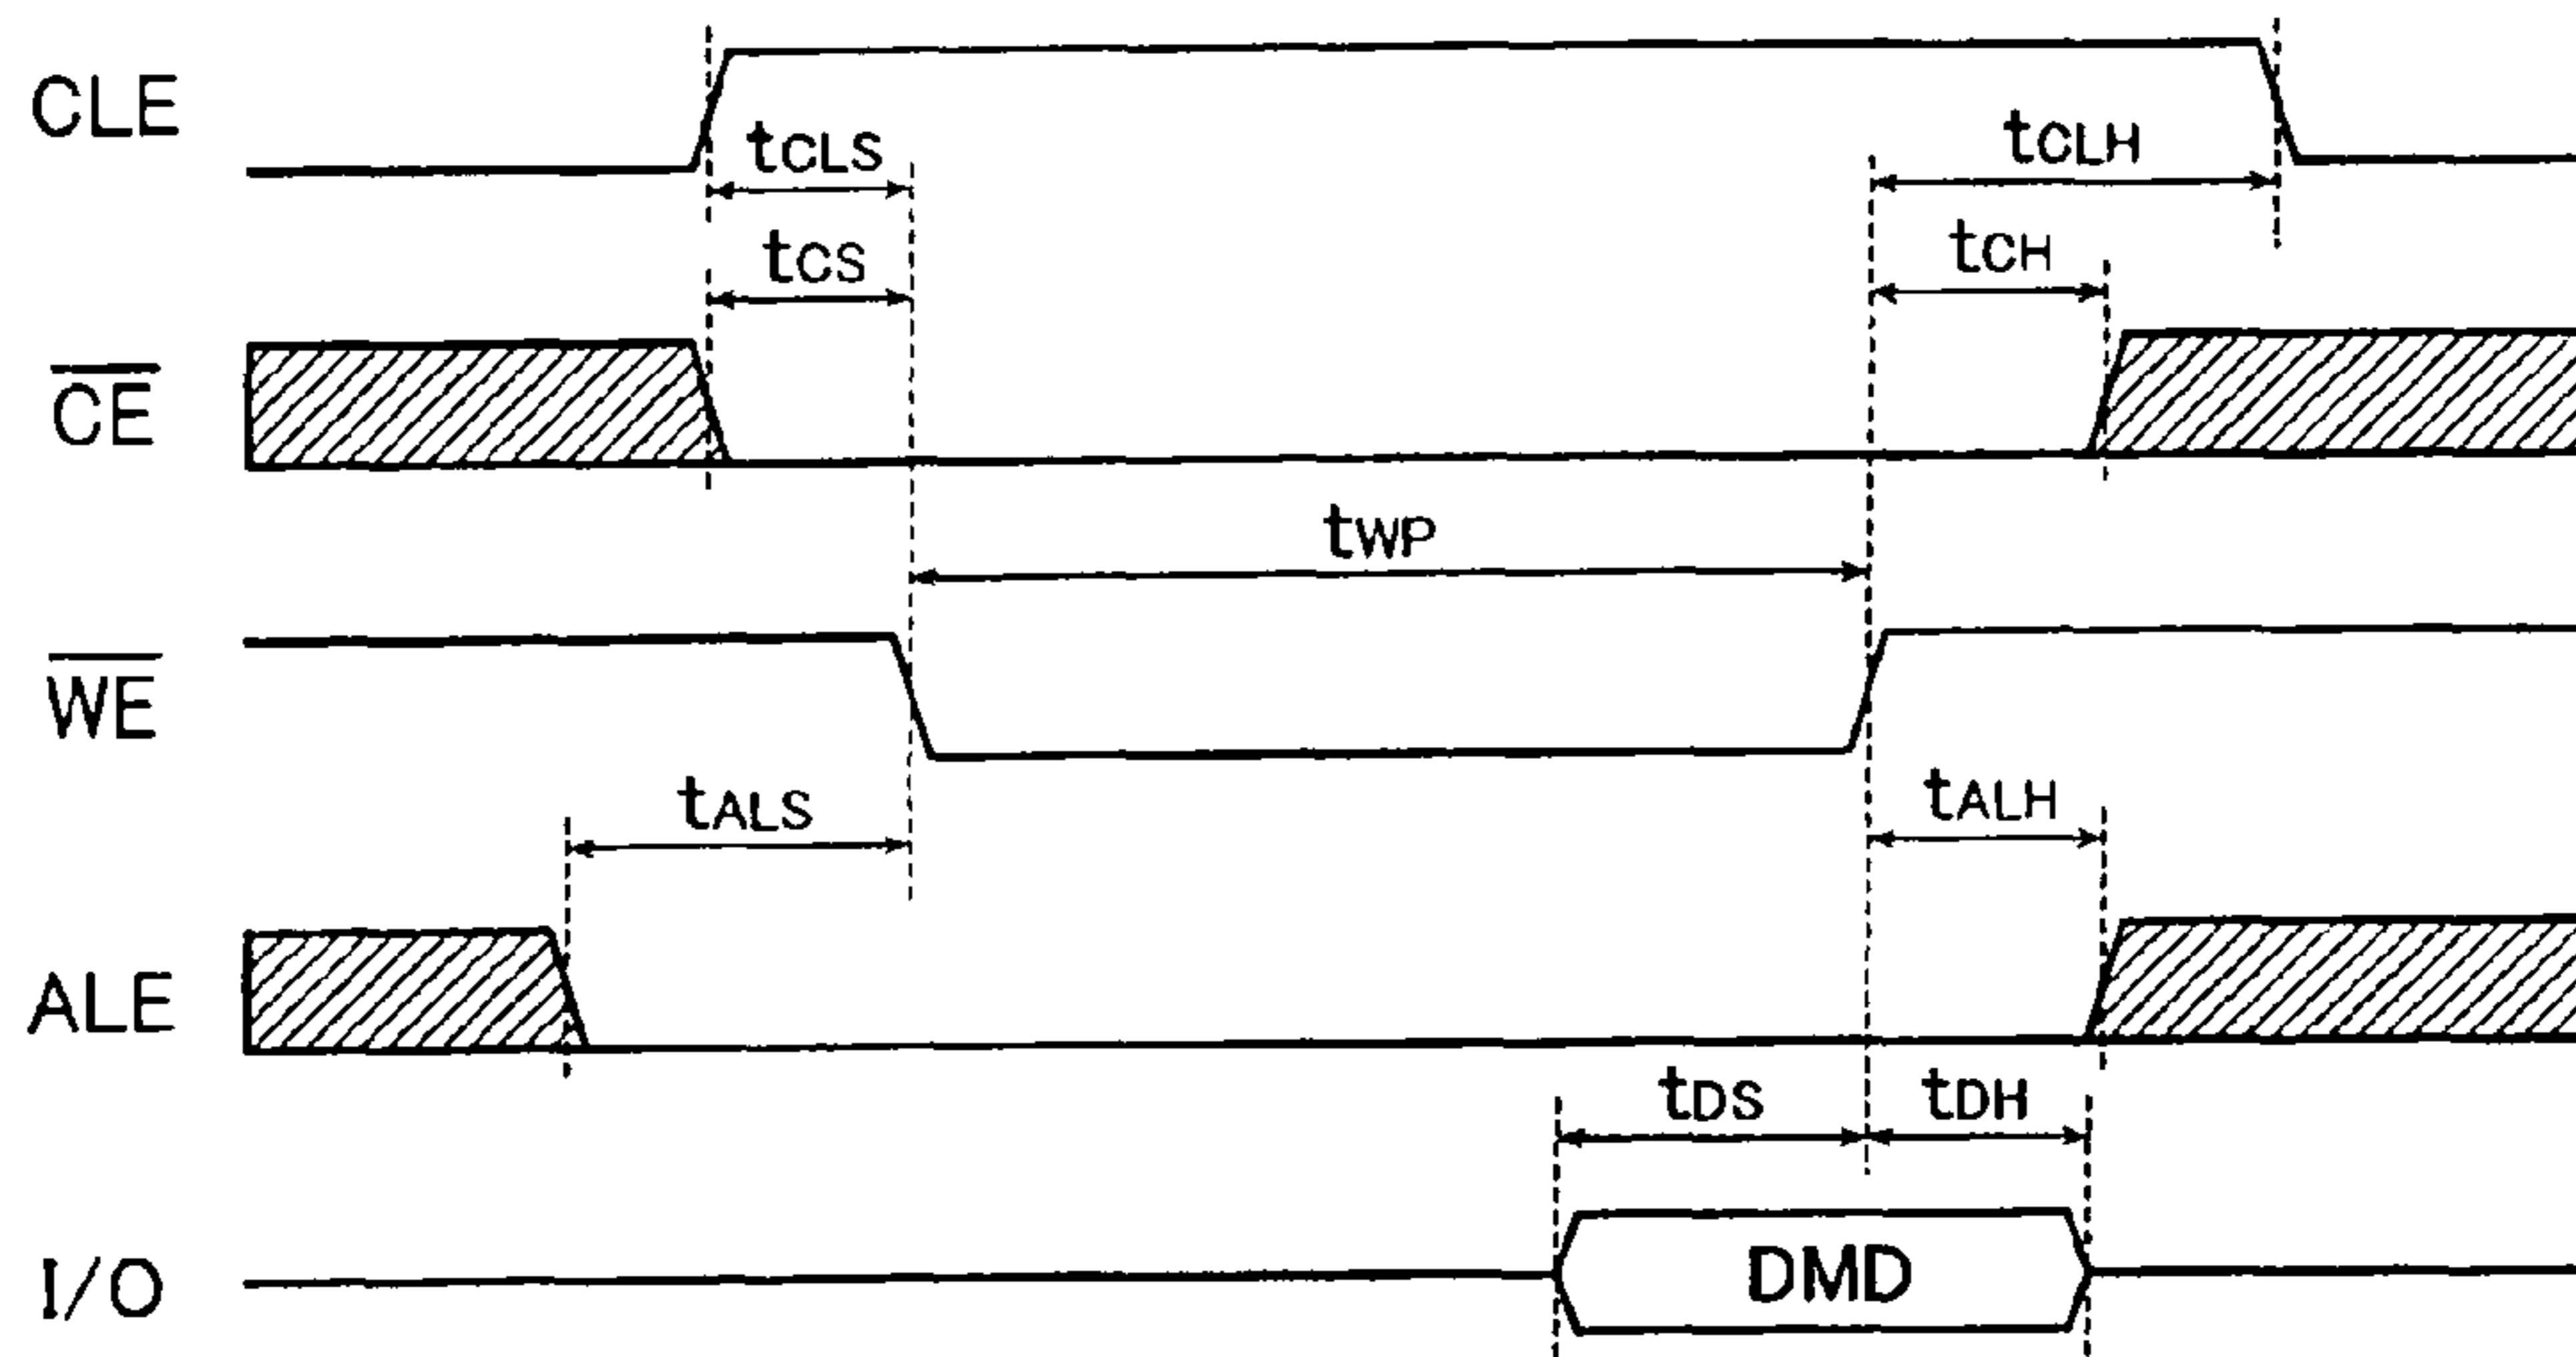 CLE
tCLS
tCLH
tCS
tCH
CE
tWP
WE
tALS
tALH
ALE
tDS
tDH
I/O
DMD